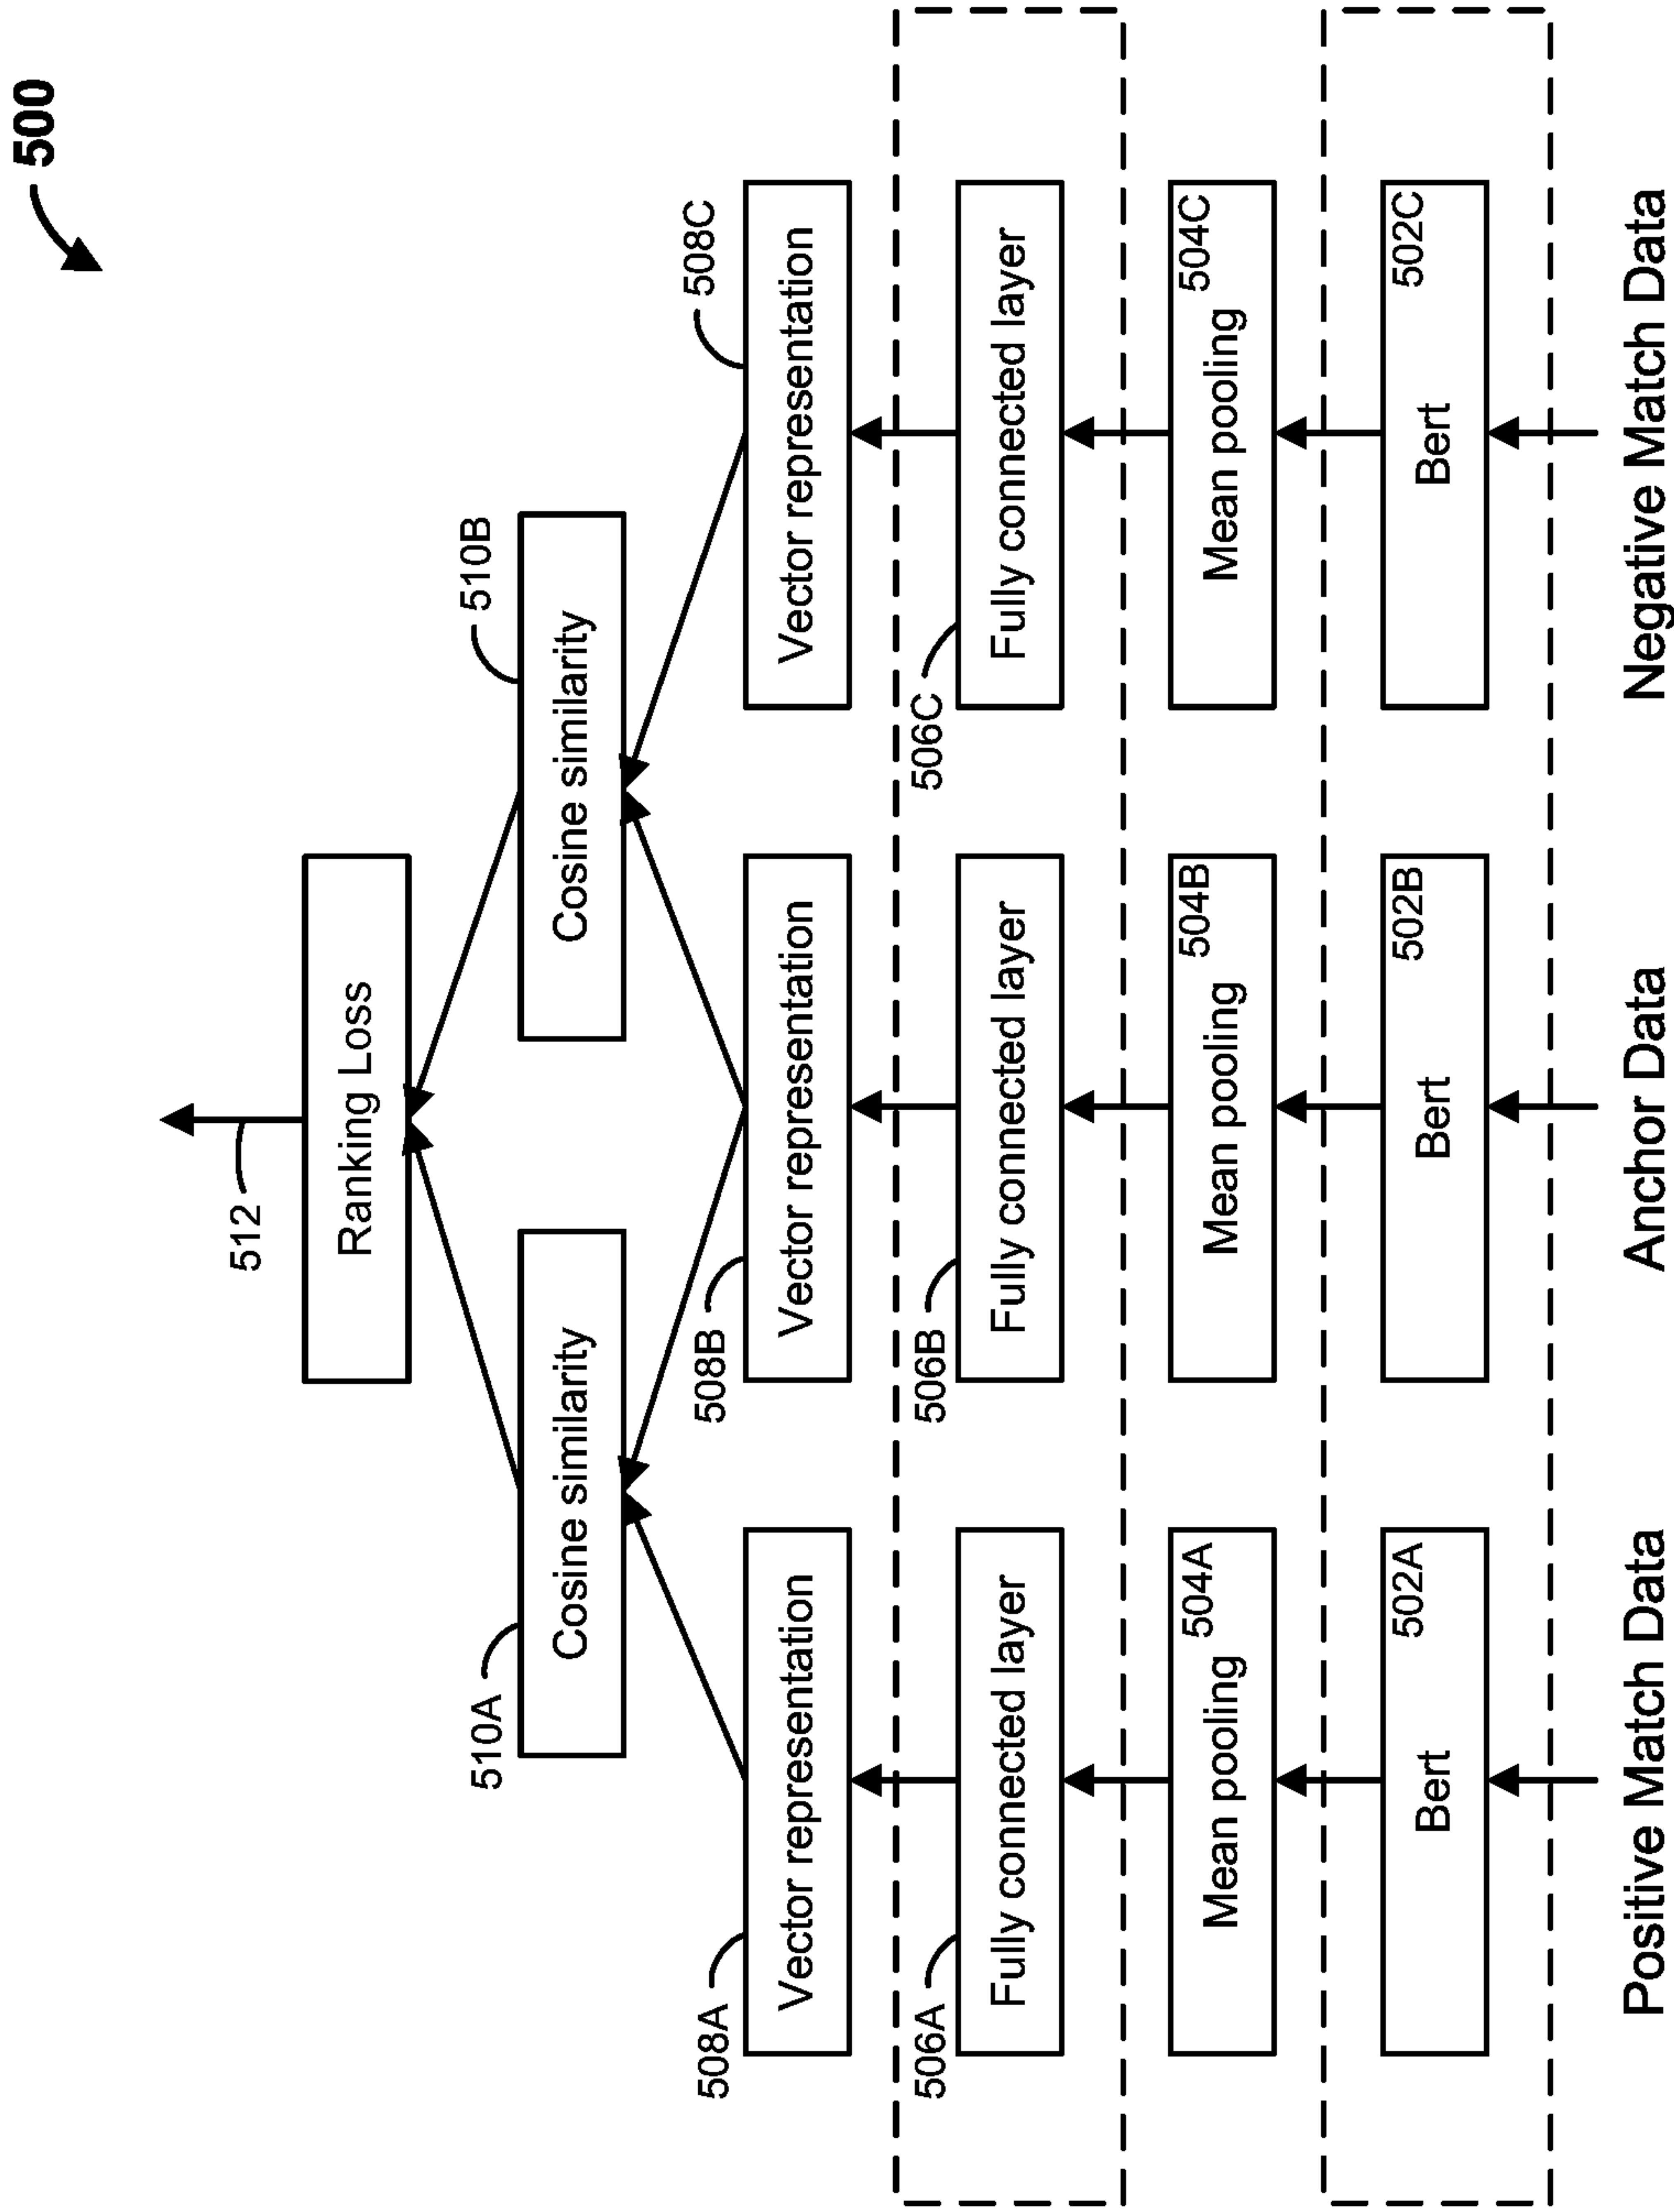 500
512
Ranking Loss
510A
Cosine similarity
510B
Cosine similarity
508A
Vector representation
508B
Vector representation
508C
Vector representation
506A
Fully connected layer
506B
Fully connected layer
506C
Fully connected layer
504A
Mean pooling
504B
Mean pooling
504C
Mean pooling
502A
Bert
502B
Bert
502C
Bert
Positive Match Data
Anchor Data
Negative Match Data